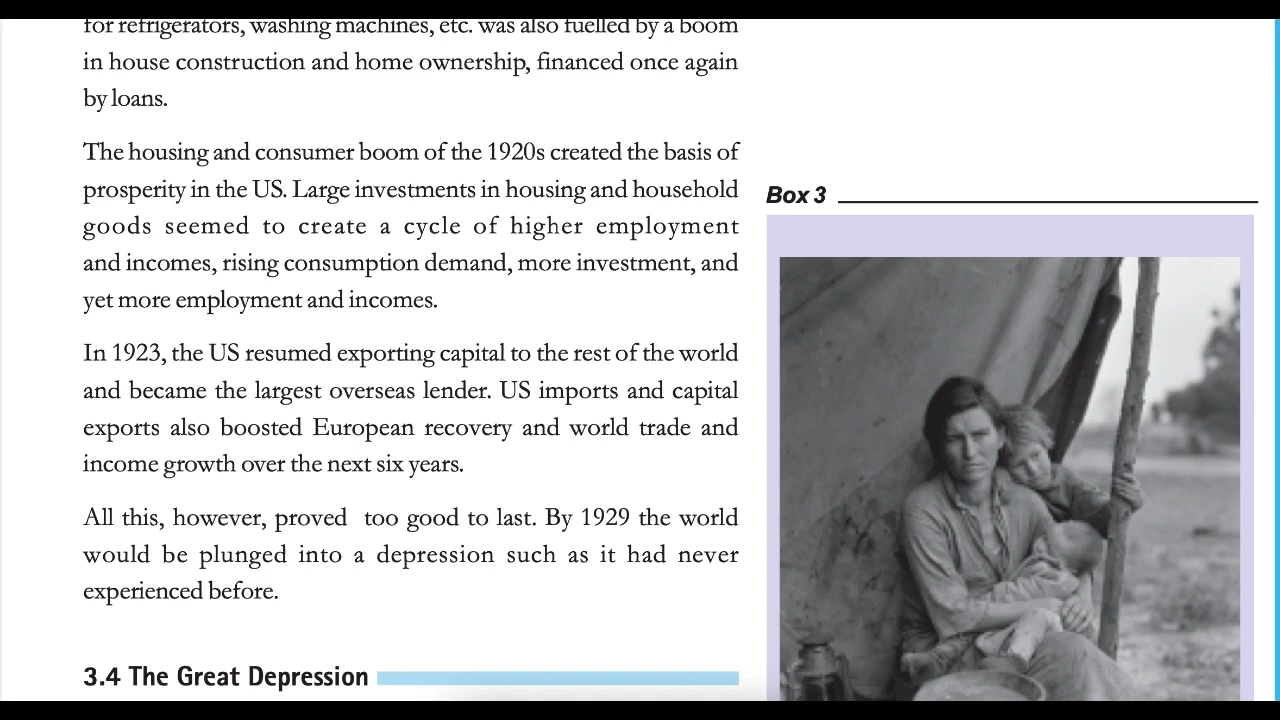 for refrigerators, washing machines, etc. was also fuelled by a boom
in house construction and home ownership, financed once again
by loans.
The housing and consumer boom of the 1920s created the basis of
prosperity in the US. Large investments in housing and household
goods seemed to create a cycle of higher employment
and incomes, rising consumption demand, more investment, and
yet more employment and incomes.
In 1923, the US resumed exporting capital to the rest of the world
and became the largest overseas lender. US imports and capital
exports also boosted European recovery and world trade and
income growth over the next six years.
All this, however, proved too good to last. By 1929 the world
would be plunged into a depression such as it had never
experienced before.
3.4 The Great Depression
Box 3